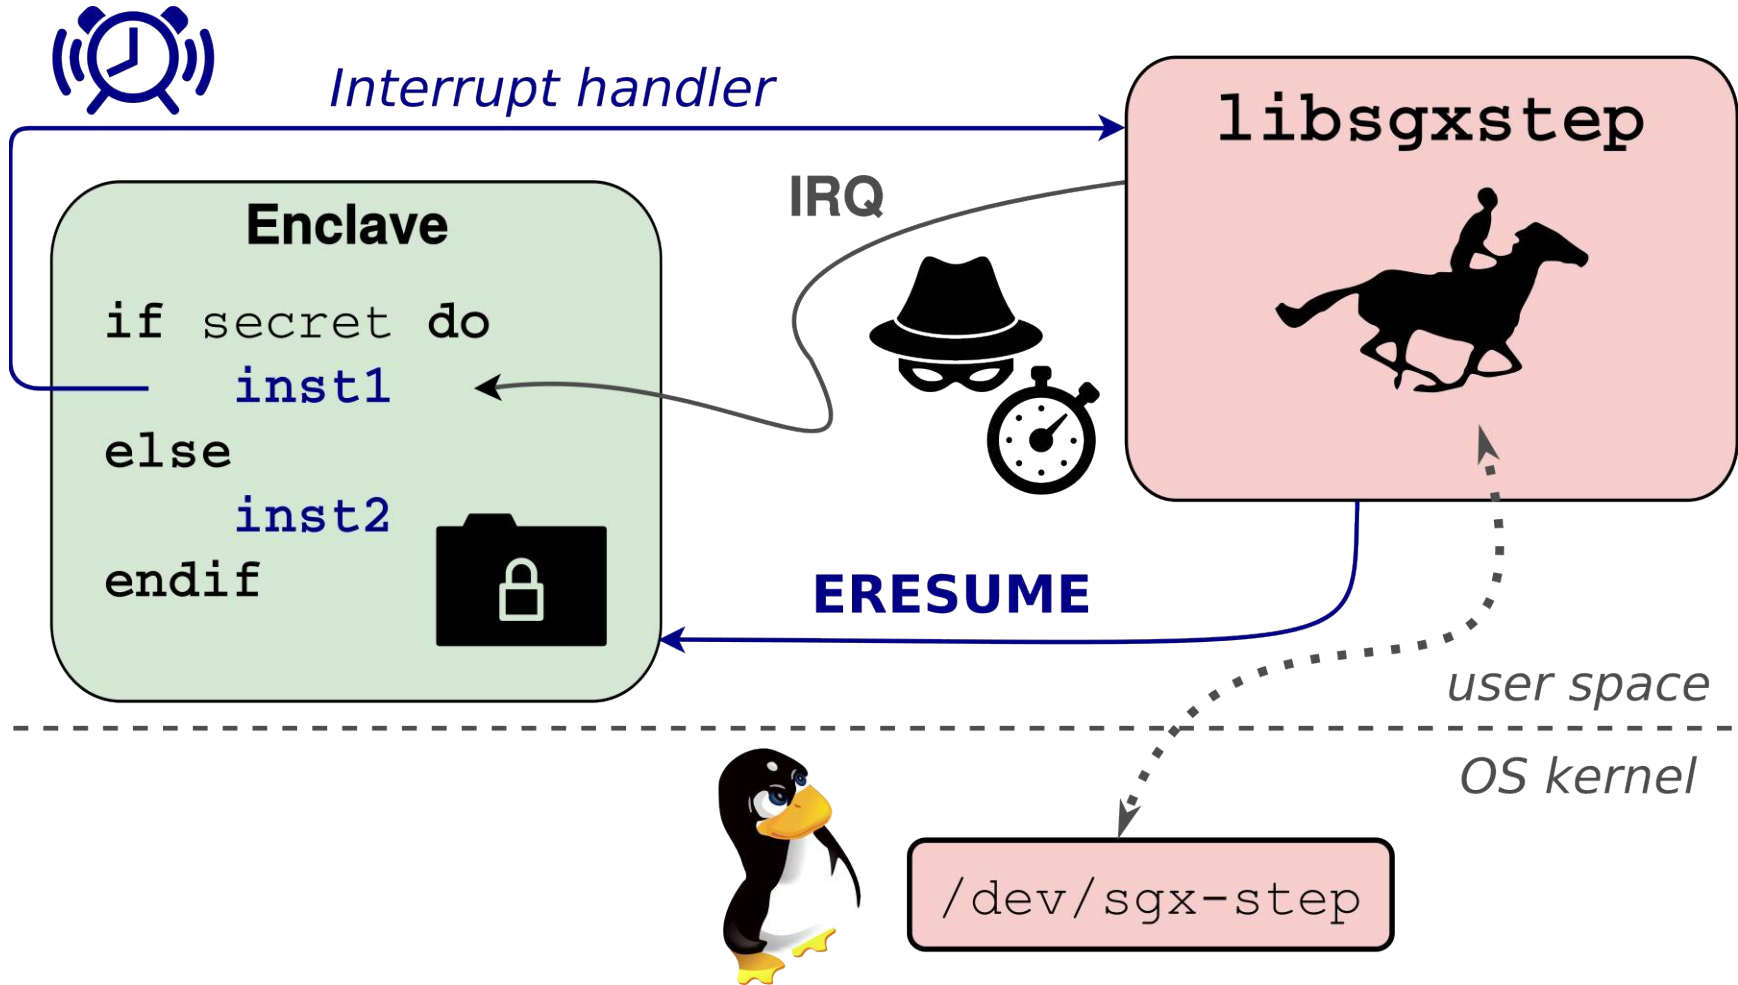 Interrupt handler
libsgxstep
IRQ
Enclave
if secret do
inst1
else
inst2
endif
ERESUME
user space
OS kernel
/dev/sgx-step